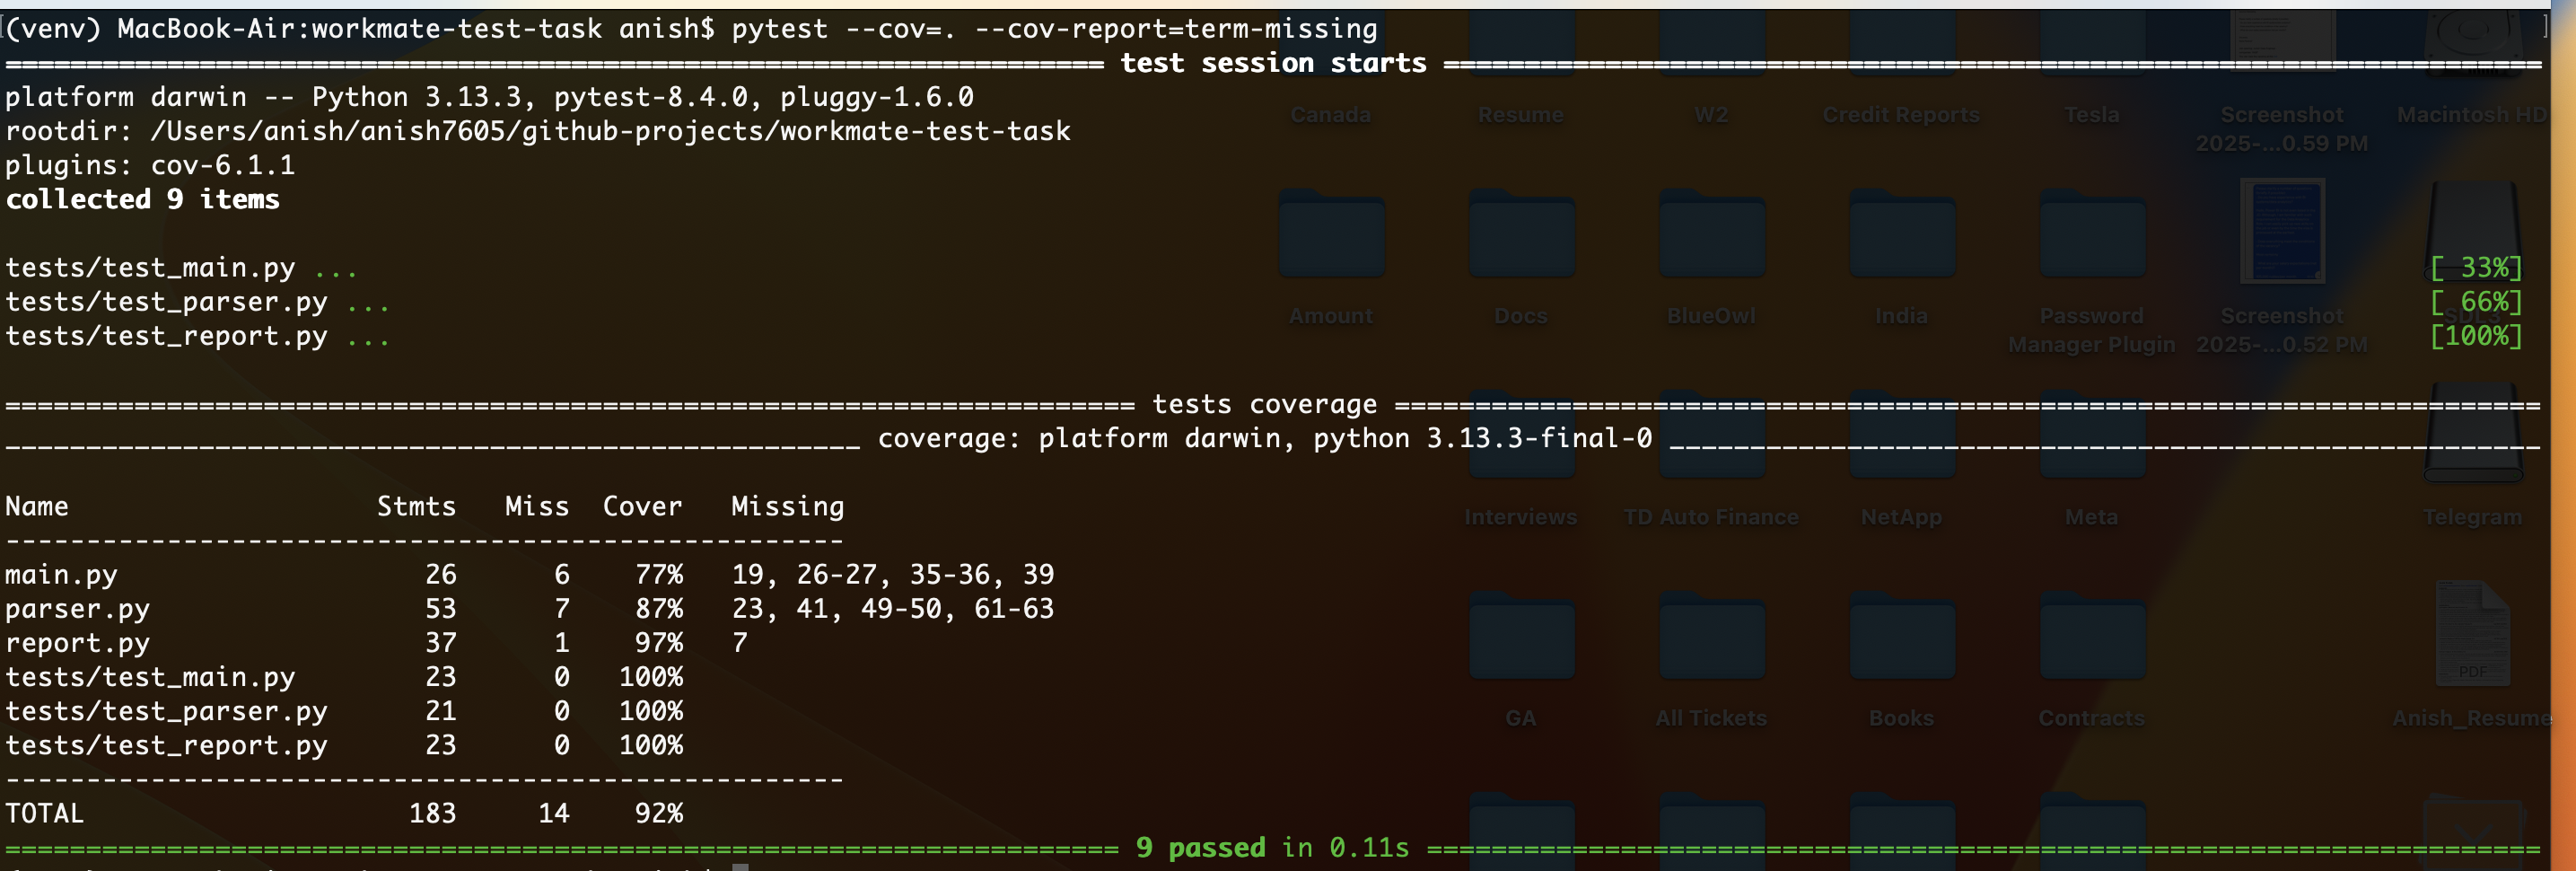 (venv) MacBook-Air:workmate-test-task anish$ pytest --cov=. --cov-report=term-missing
============ test session starts ============
platform darwin -- Python 3.13.3, pytest-8.4.0, pluggy-1.6.0
rootdir: /Users/anish/anish7605/github-projects/workmate-test-task
plugins: cov-6.1.1
collected 9 items
tests/test_main.py ... [ 33%]
tests/test_parser.py ... [ 66%]
tests/test_report.py ... [100%]
============ tests coverage ============
____________ coverage: platform darwin, python 3.13.3-final-0 ____________
Name Stmts Miss Cover Missing
----------------------------------------------------
main.py 26 6 77% 19, 26-27, 35-36, 39
parser.py 53 7 87% 23, 41, 49-50, 61-63
report.py 37 1 97% 7
tests/test_main.py 23 0 100%
tests/test_parser.py 21 0 100%
tests/test_report.py 23 0 100%
----------------------------------------------------
TOTAL 183 14 92%
============ 9 passed in 0.11s ============
Canada Resume W2 Credit Reports Tesla Screenshot Macintosh HD
2025-...0.59 PM
Amount Docs BlueOwl India Password Screenshot
Manager Plugin 2025-...0.52 PM
Interviews TD Auto Finance NetApp Meta Telegram
PDF
GA All Tickets Books Contracts Anish_Resume